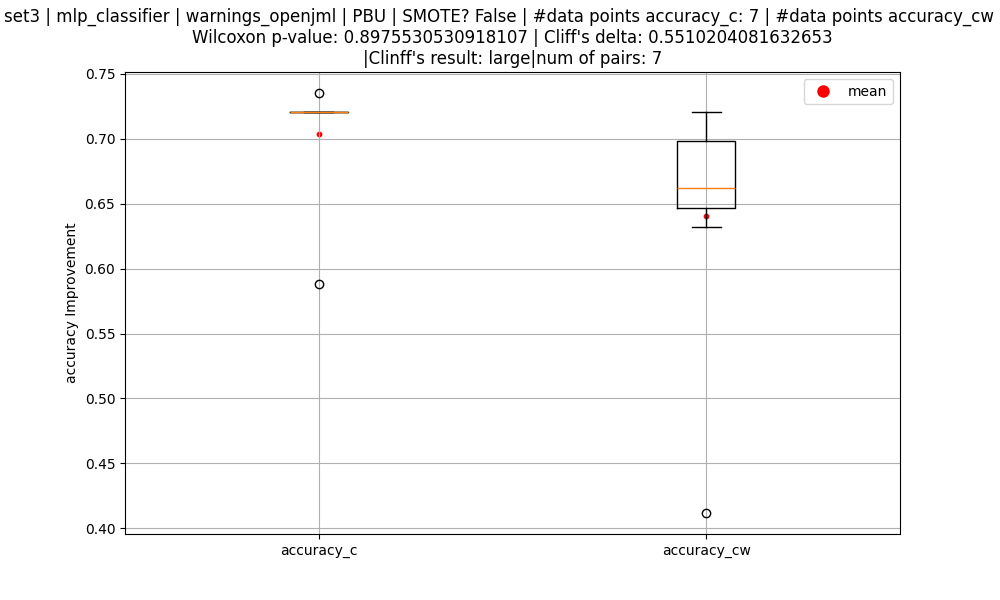 set3 | mlp_classifier | warnings_openjml | PBU | SMOTE? False | #data points accuracy_c: 7 | #data points accuracy_cw
Wilcoxon p-value: 0.8975530530918107 | Cliff's delta: 0.5510204081632653
|Clinff's result: large|num of pairs: 7
mean
accuracy Improvement
0.75
0.70
0.65
0.60
0.55
0.50
0.45
0.40
accuracy_c
accuracy_cw